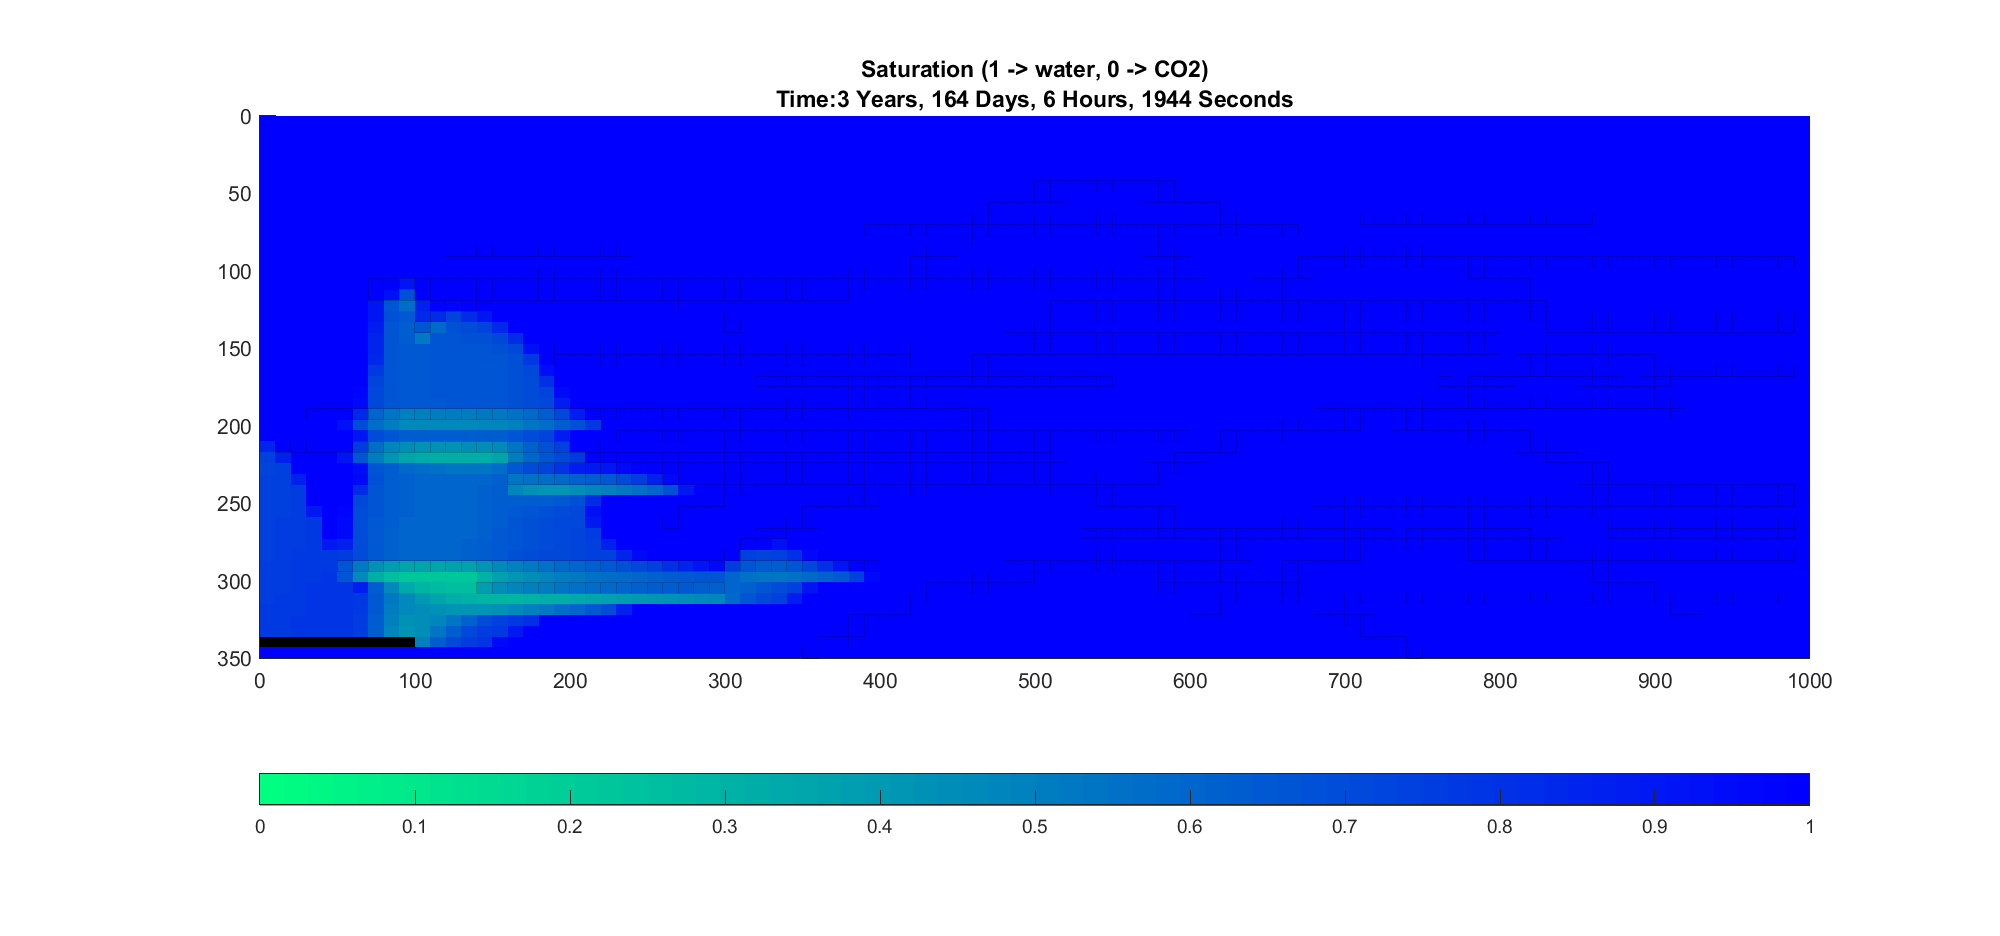 Saturation (1 -> water, 0 -> CO2)
Time:3 Years, 164 Days, 6 Hours, 1944 Seconds
0
50
100
150
200
250
300
350
0 100 200 300 400 500 600 700 800 900 1000
0 0.1 0.2 0.3 0.4 0.5 0.6 0.7 0.8 0.9 1